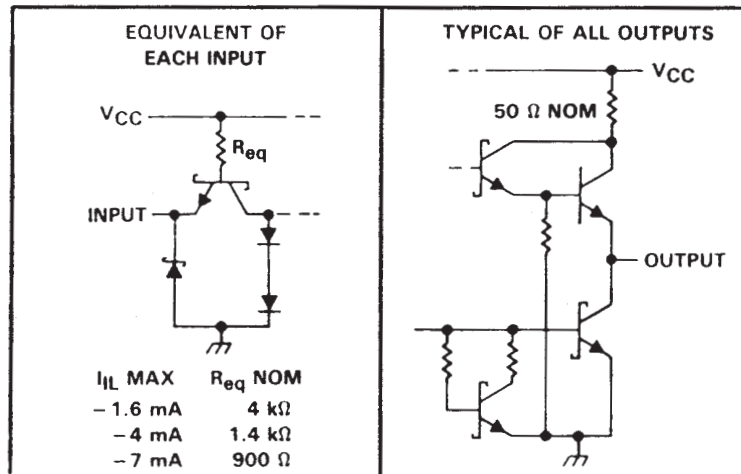 EQUIVALENT OF
EACH INPUT
VCC
Req
INPUT
IIL MAX Req NOM
−1.6 mA 4 kΩ
−4 mA 1.4 kΩ
−7 mA 900 Ω
TYPICAL OF ALL OUTPUTS
VCC
50 Ω NOM
OUTPUT